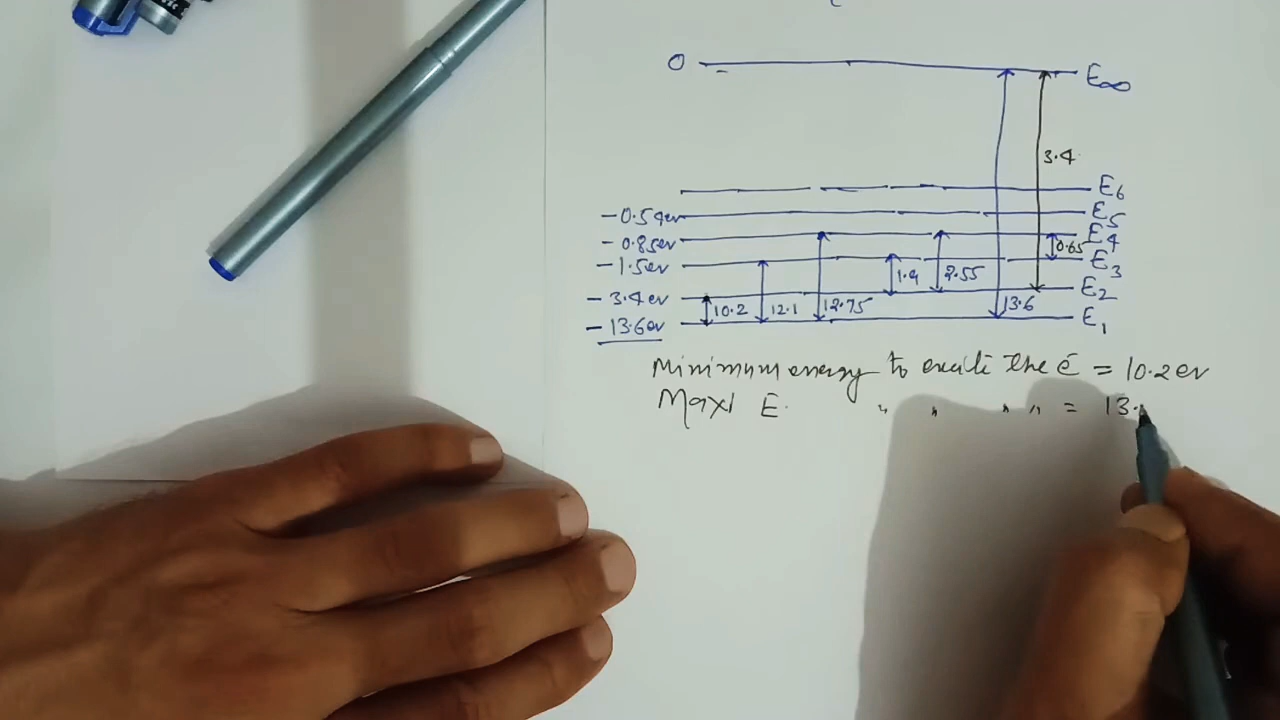 0 E∞
3.4
E6
-0.54ev E5
-0.85ev E4
0.65
-1.5ev E3
1.9 2.55
-3.4ev E2
10.2 12.1 12.75 13.6
-13.6ev E1
Minimum energy to excite the e̅ = 10.2ev
Maxi E. " " " " = 13.